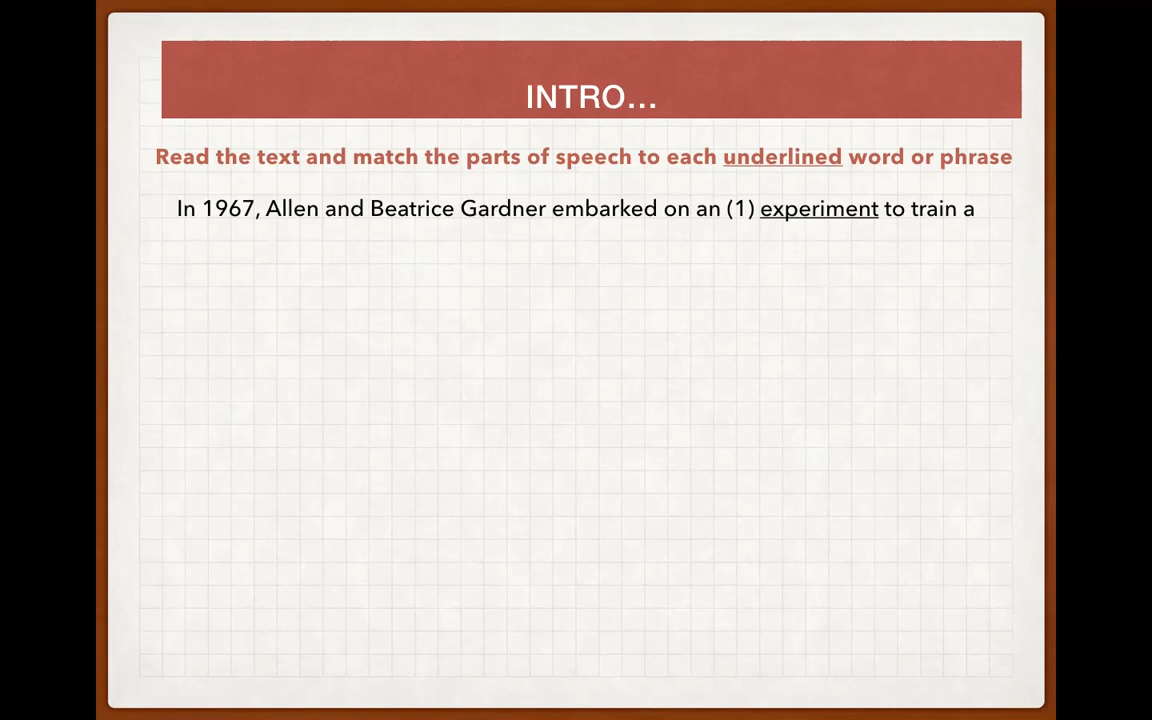 INTRO...
Read the text and match the parts of speech to each underlined word or phrase
In 1967, Allen and Beatrice Gardner embarked on an (1) experiment to train a